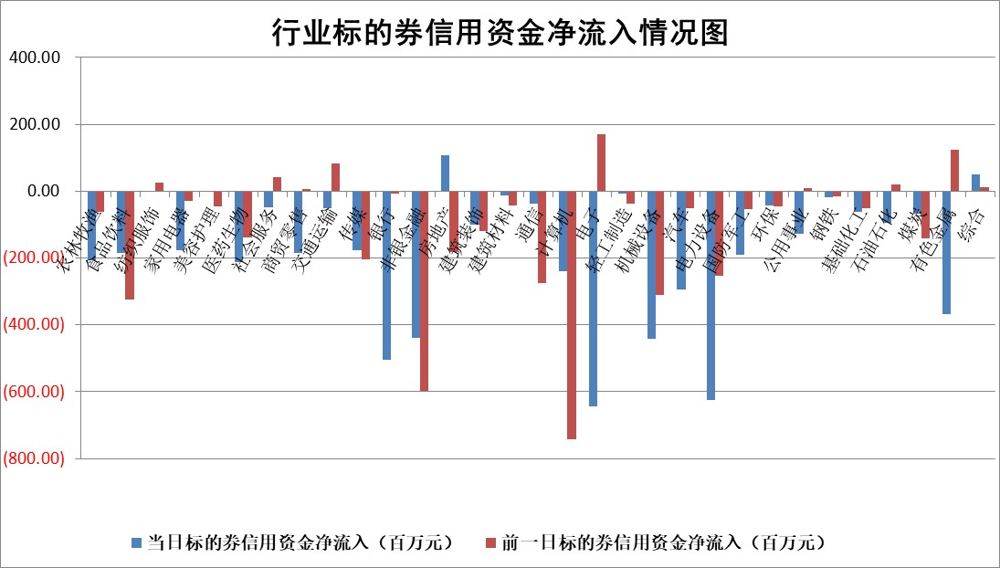 行业标的券信用资金净流入情况图
400.00
200.00
0.00
(200.00)
(400.00)
(600.00)
(800.00)
农林牧渔
食品饮料
纺织服饰
家用电器
美容护理
医药生物
社会服务
商贸零售
交通运输
传媒
银行
非银金融
房地产
建筑装饰
建筑材料
通信
计算机
电子
轻工制造
机械设备
汽车
电力设备
国防军工
环保
公用事业
钢铁
基础化工
石油石化
煤炭
有色金属
综合
当日标的券信用资金净流入（百万元）
前一日标的券信用资金净流入（百万元）